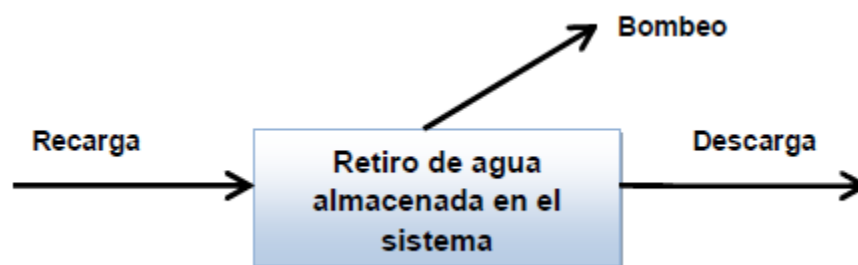 Bombeo
Recarga
Retiro de agua
almacenada en el
sistema
Descarga